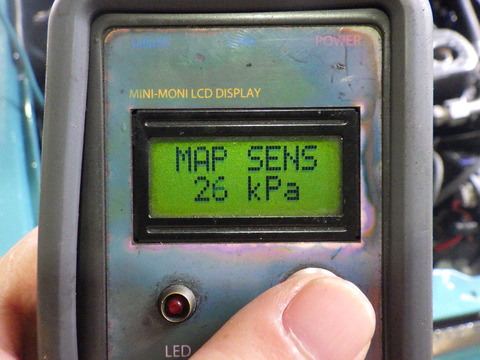 POWER
MINI-MONI LCD DISPLAY
MAP SENS
26 kPa
LED